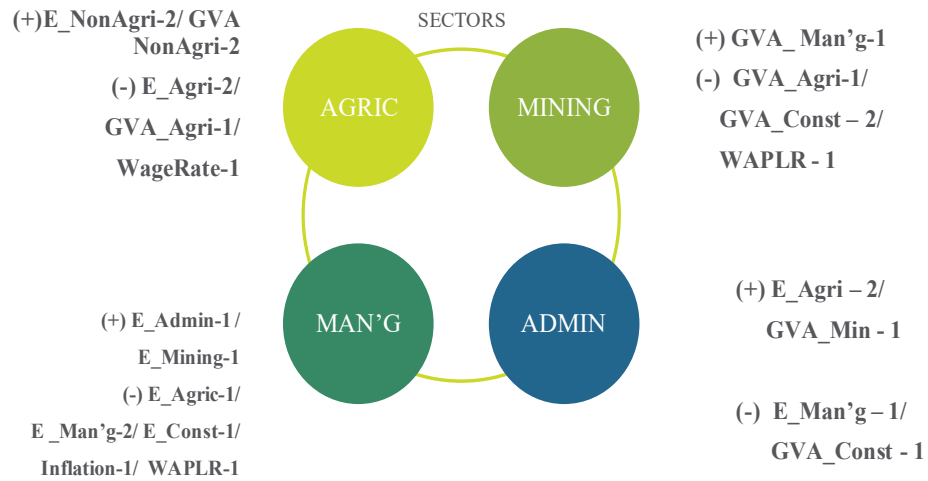 SECTORS
(+)E_NonAgri-2/ GVA
NonAgri-2
(-) E_Agri-2/
GVA_Agri-1/
WageRate-1
AGRIC
MINING
(+) GVA_ Man’g-1
(-) GVA_Agri-1/
GVA_Const – 2/
WAPLR - 1
(+) E_Admin-1 /
E_Mining-1
(-) E_Agric-1/
E _Man’g-2/ E_Const-1/
Inflation-1/ WAPLR-1
MAN’G
ADMIN
(+) E_Agri – 2/
GVA_Min - 1
(-) E_Man’g – 1/
GVA_Const - 1